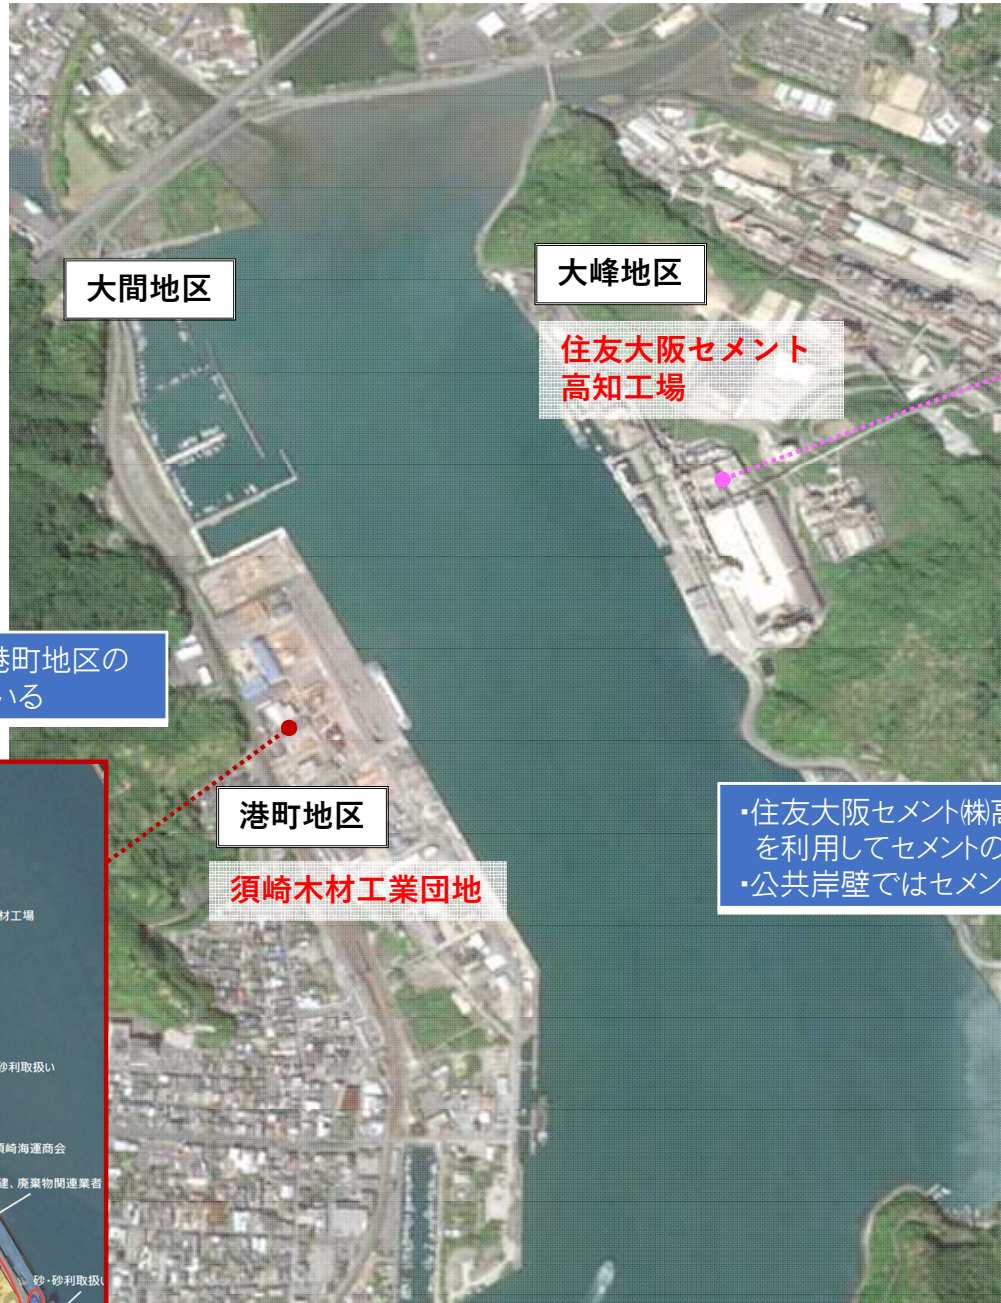 大間地区
大峰地区
住友大阪セメント
高知工場
港町地区の
いる
港町地区
須崎木材工業団地
・住友大阪セメント㈱高
を利用してセメントの
・公共岸壁ではセメン
材工場
砂利取扱い
須崎海運商会
建、廃棄物関連業者
砂・砂利取扱い